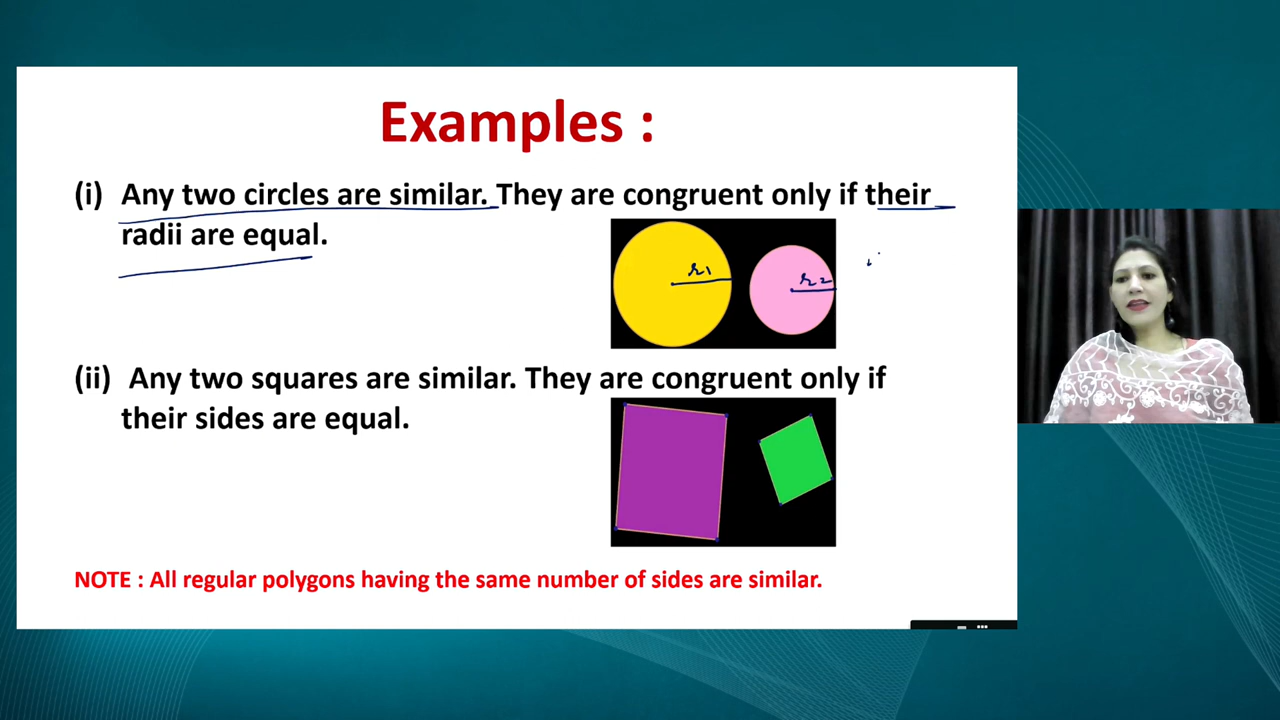 Examples :
(i) Any two circles are similar. They are congruent only if their
radii are equal.
r₁
r₂
(ii) Any two squares are similar. They are congruent only if
their sides are equal.
NOTE : All regular polygons having the same number of sides are similar.